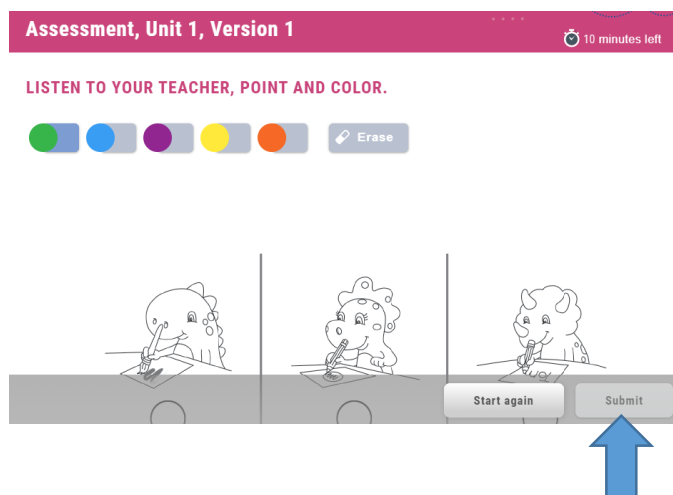 Assessment, Unit 1, Version 1
10 minutes left
LISTEN TO YOUR TEACHER, POINT AND COLOR.
Erase
Start again
Submit